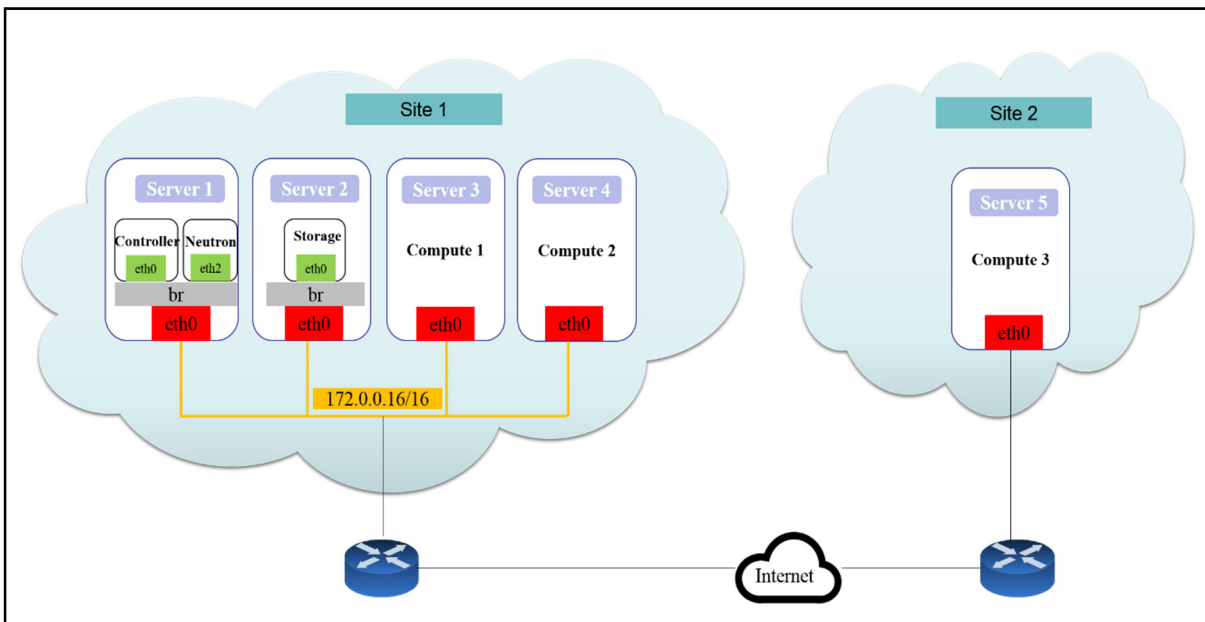 Site 1
Server 1
Server 2
Server 3
Server 4
Controller
Neutron
Storage
Compute 1
Compute 2
eth0
eth2
eth0
br
br
eth0
eth0
eth0
eth0
172.0.0.16/16
Site 2
Server 5
Compute 3
eth0
Internet